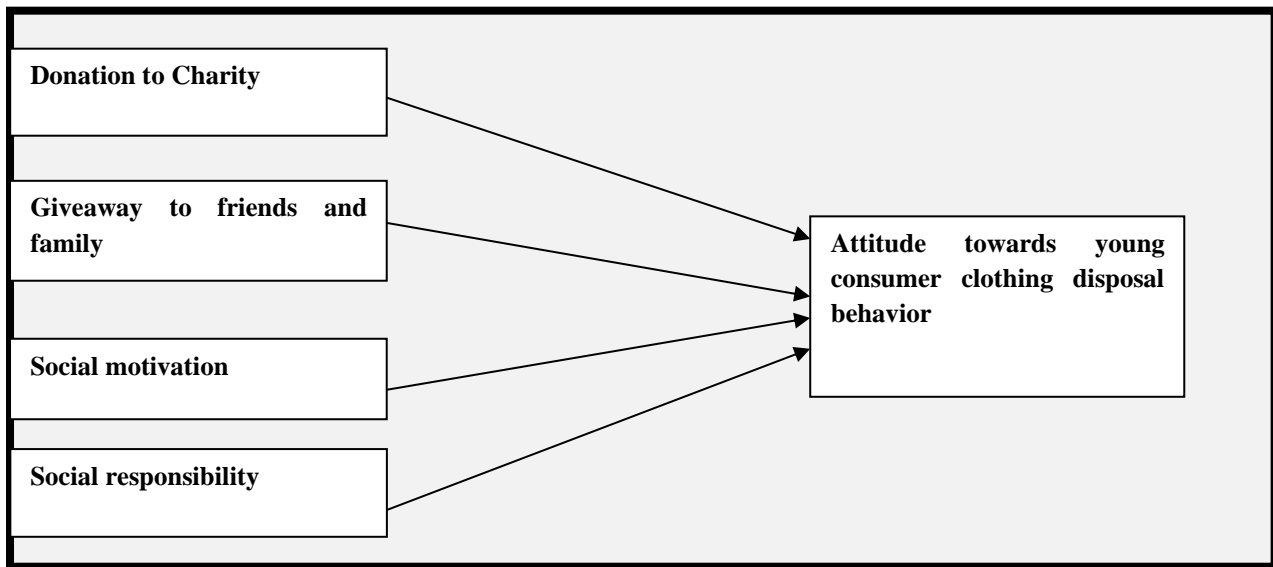 Donation to Charity
Giveaway to friends and
family
Social motivation
Social responsibility
Attitude towards young
consumer clothing disposal
behavior